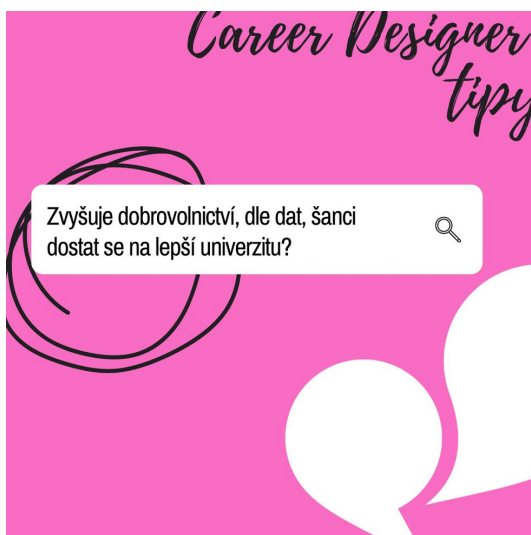 Career Designer
tipy
Zvyšuje dobrovolnictví, dle dat, šanci
dostat se na lepší univerzitu?